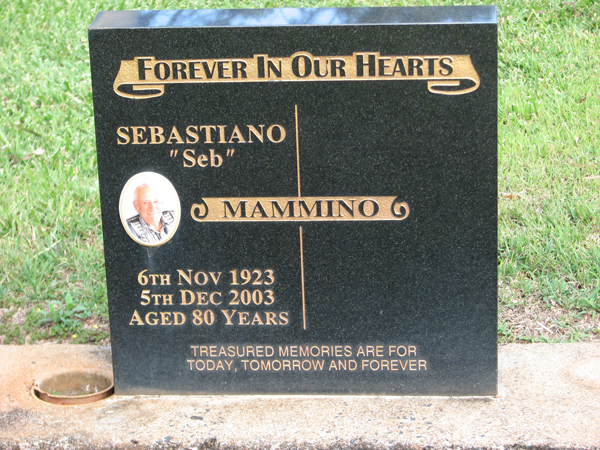 FOREVER IN OUR HEARTS
SEBASTIANO
"Seb"
MAMMINO
6TH NOV 1923
5TH DEC 2003
AGED 80 YEARS
TREASURED MEMORIES ARE FOR
TODAY, TOMORROW AND FOREVER